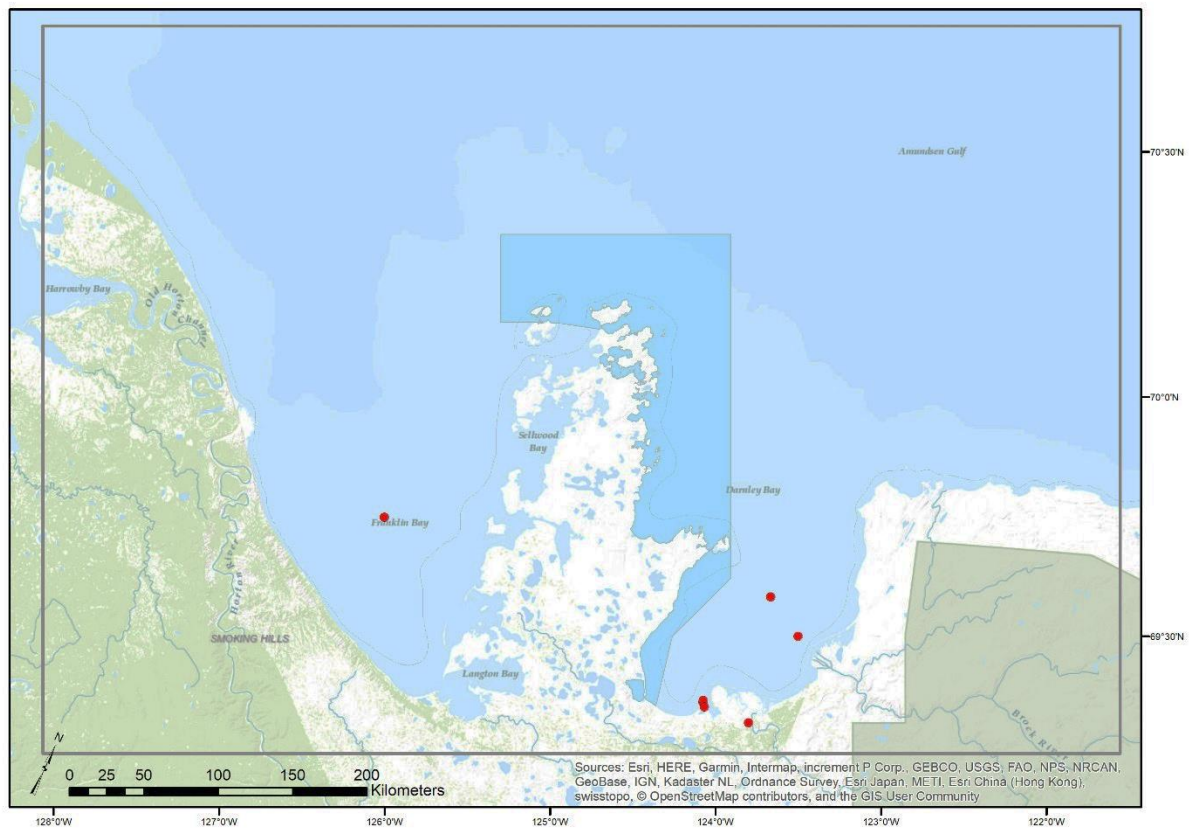 Amundsen Gulf
70°30'N
Harrowby Bay
Old Horton Channel
70°0'N
Sellwood
Bay
Darnley Bay
Franklin Bay
Horton River
SMOKING HILLS
69°30'N
Langton Bay
Brock River
N
0 25 50 100 150 200
Kilometers
Sources: Esri, HERE, Garmin, Intermap, increment P Corp., GEBCO, USGS, FAO, NPS, NRCAN,
GeoBase, IGN, Kadaster NL, Ordnance Survey, Esri Japan, METI, Esri China (Hong Kong),
swisstopo, © OpenStreetMap contributors, and the GIS User Community
128°0'W 127°0'W 126°0'W 125°0'W 124°0'W 123°0'W 122°0'W